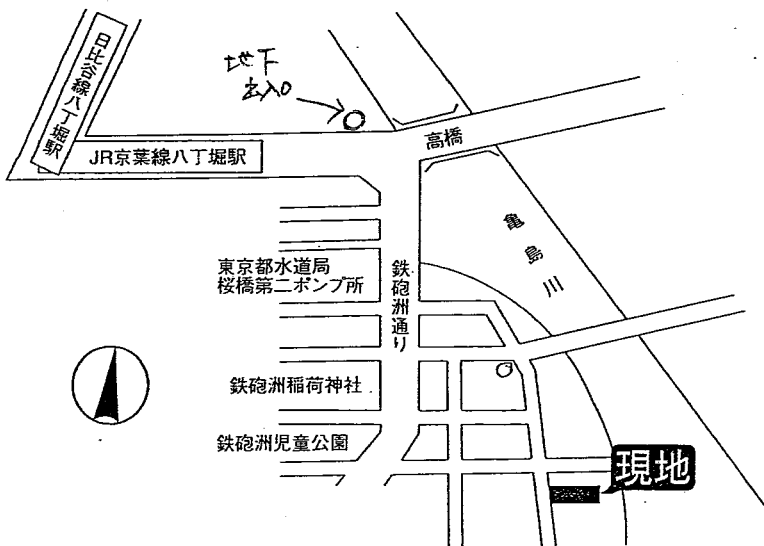 日比谷線八丁堀駅
地下
出入口
JR京葉線八丁堀駅
高橋
亀島川
東京都水道局
桜橋第二ポンプ所
鉄砲洲通り
鉄砲洲稲荷神社
鉄砲洲児童公園
現地